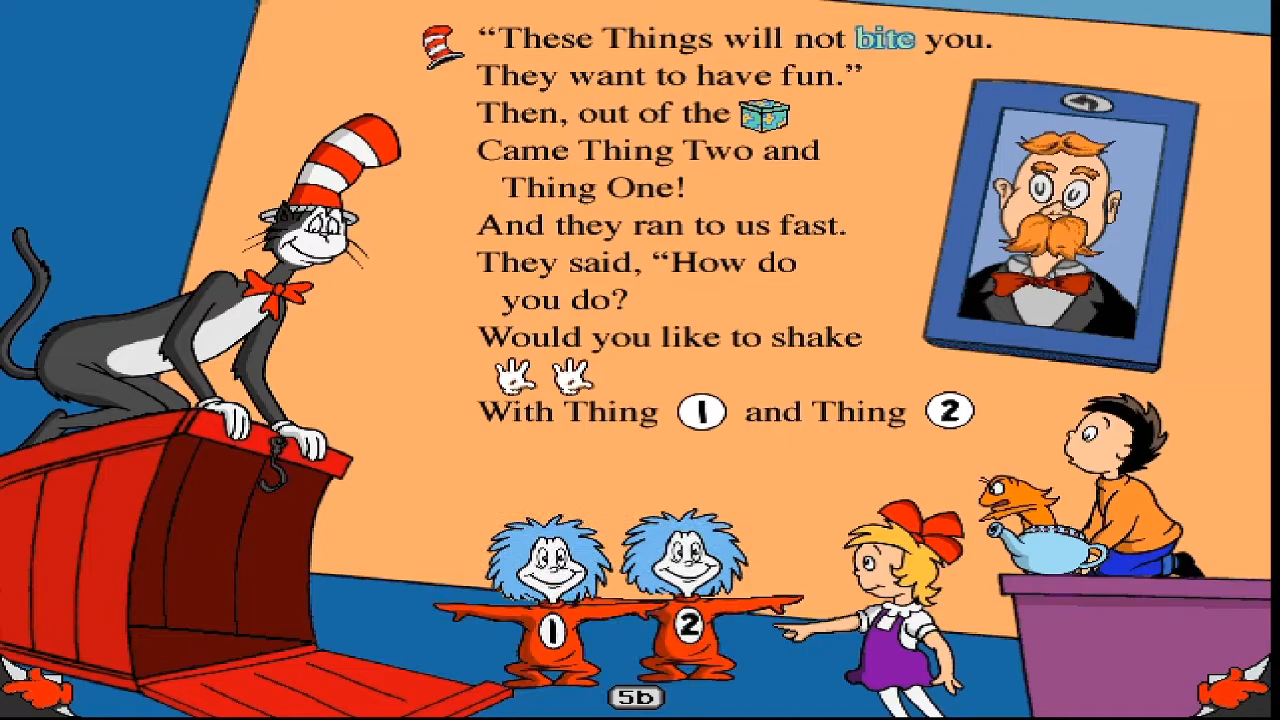 “These Things will not bite you.
They want to have fun.”
Then, out of the
Came Thing Two and
Thing One!
And they ran to us fast.
They said, “How do
you do?
Would you like to shake
With Thing 1 and Thing 2
1
2
5b